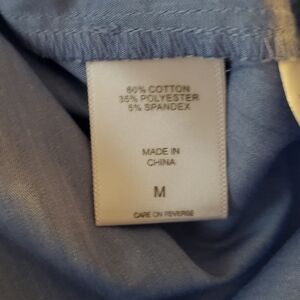 60% COTTON
35% POLYESTER
5% SPANDEX
MADE IN
CHINA
M
CARE ON REVERSE